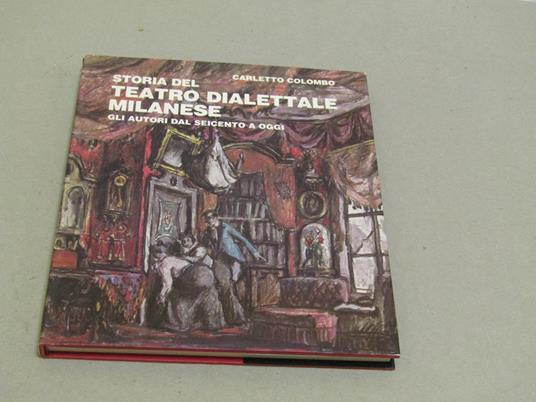 CARLETTO COLOMBO
STORIA DEL
TEATRO DIALETTALE
MILANESE
GLI AUTORI DAL SEICENTO A OGGI